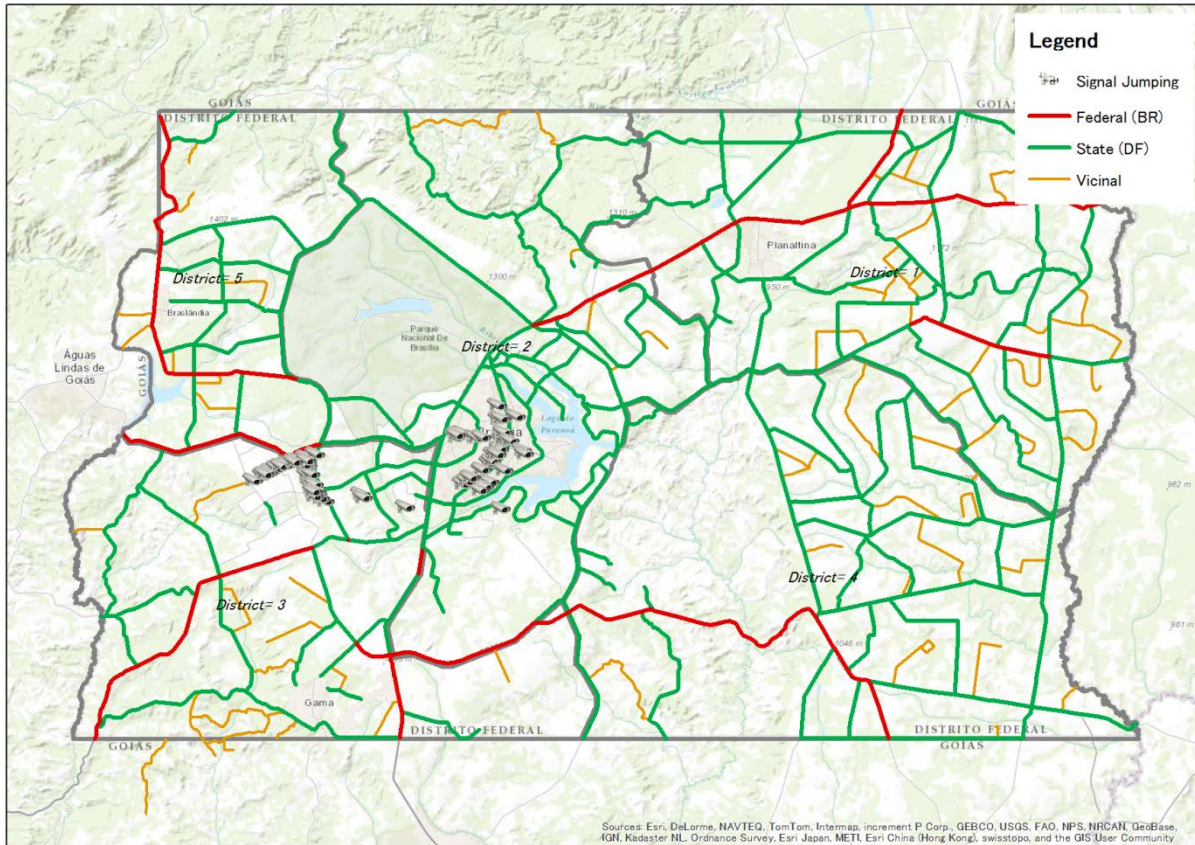 Legend
Signal Jumping
Federal (BR)
State (DF)
Vicinal
GOIÁS
DISTRITO FEDERAL
DISTRITO FEDERAL
GOIÁS
1402 m
1310 m
Planaltina
1172 m
District= 5
District= 1
1300 m
950 m
Braslândia
Parque
Nacional De
Brasília
District= 2
Águas
Lindas de
Goiás
GOIÁS
Lago do
Paranoá
982 m
District= 4
District= 3
981 m
1046 m
Gama
DISTRITO FEDERAL
GOIÁS
DISTRITO FEDERAL
GOIÁS
Sources: Esri, DeLorme, NAVTEQ, TomTom, Intermap, increment P Corp., GEBCO, USGS, FAO, NPS, NRCAN, GeoBase,
IGN, Kadaster NL, Ordnance Survey, Esri Japan, METI, Esri China (Hong Kong), swisstopo, and the GIS User Community